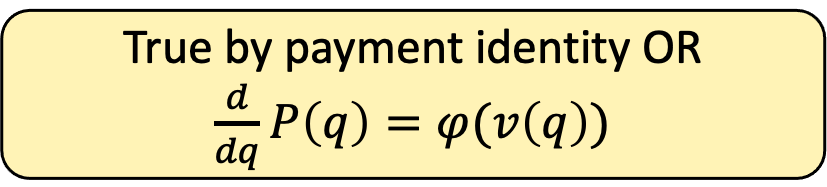 True by payment identity OR
d/dq P(q) = φ(v(q))